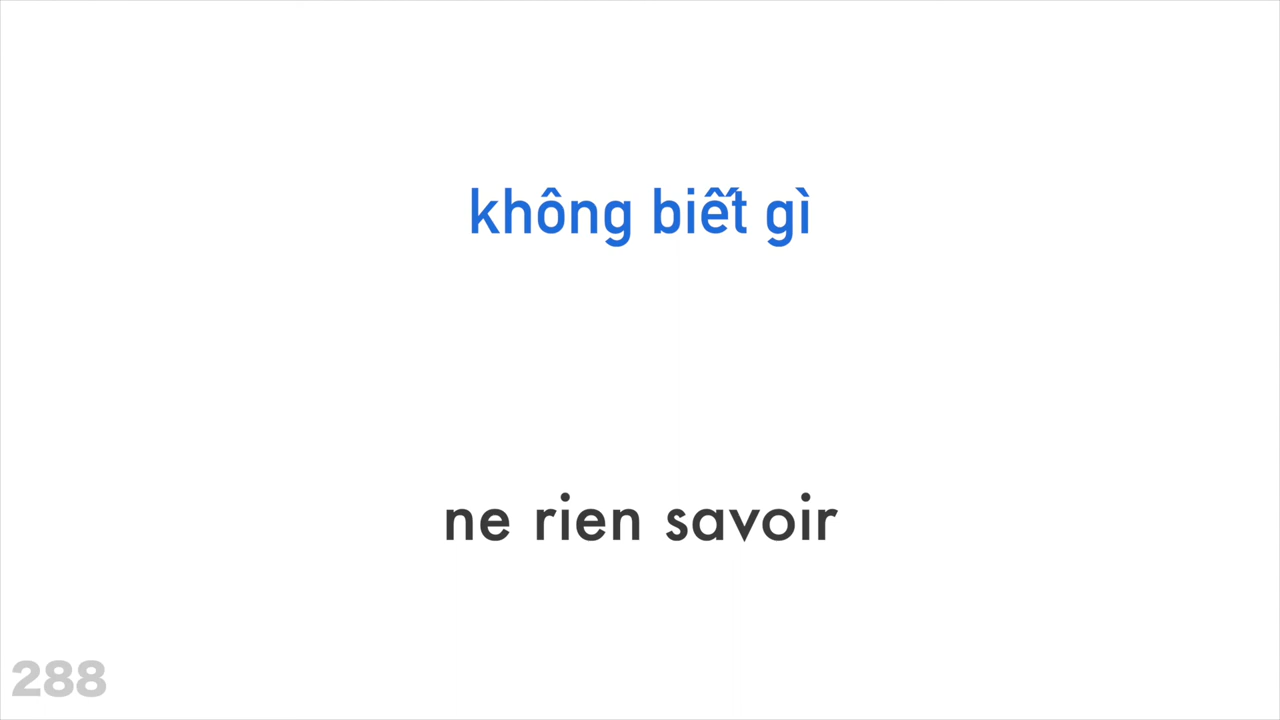 không biết gì
ne rien savoir
288